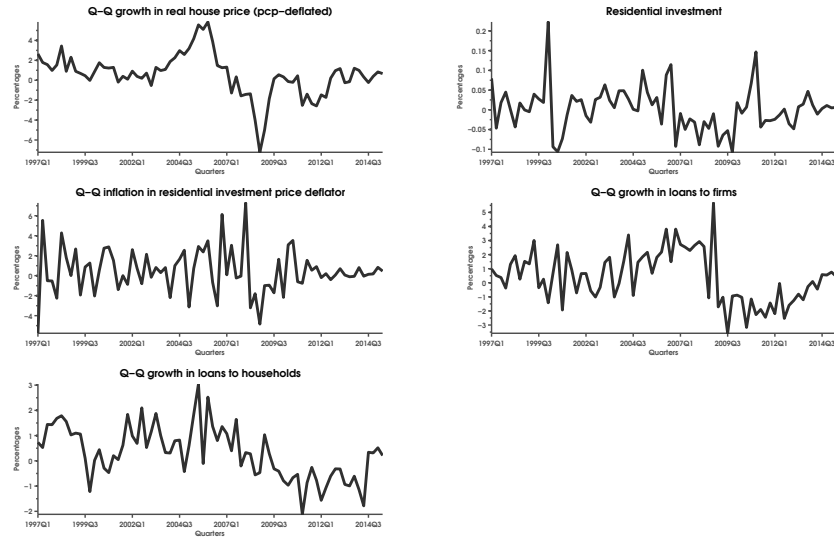 Q–Q growth in real house price (pcp–deflated)
Percentages
4
2
0
−2
−4
−6
1997Q1 1999Q3 2002Q1 2004Q3 2007Q1 2009Q3 2012Q1 2014Q3
Quarters
Residential investment
Percentages
0.2
0.15
0.1
0.05
0
−0.05
−0.1
1997Q1 1999Q3 2002Q1 2004Q3 2007Q1 2009Q3 2012Q1 2014Q3
Quarters
Q–Q inflation in residential investment price deflator
Percentages
6
4
2
0
−2
−4
1997Q1 1999Q3 2002Q1 2004Q3 2007Q1 2009Q3 2012Q1 2014Q3
Quarters
Q–Q growth in loans to firms
Percentages
5
4
3
2
1
0
−1
−2
−3
1997Q1 1999Q3 2002Q1 2004Q3 2007Q1 2009Q3 2012Q1 2014Q3
Quarters
Q–Q growth in loans to households
Percentages
3
2
1
0
−1
−2
1997Q1 1999Q3 2002Q1 2004Q3 2007Q1 2009Q3 2012Q1 2014Q3
Quarters